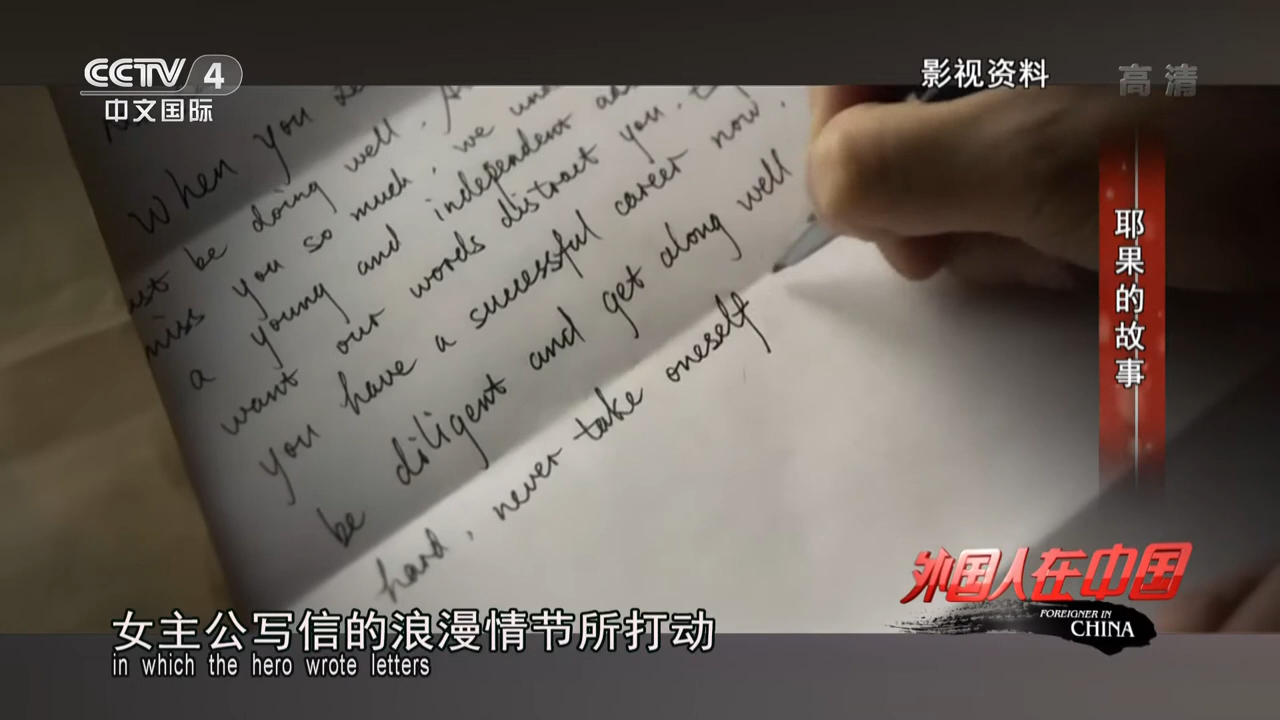 CCTV 4
中文国际
影视资料
高清
When you
be doing well.
miss you so much, we
a young and independent
want our words distract you.
you have a successful career now.
be diligent and get along well
hard, never take oneself
耶果的故事
外国人在中国
FOREIGNER IN
CHINA
女主公写信的浪漫情节所打动
in which the hero wrote letters